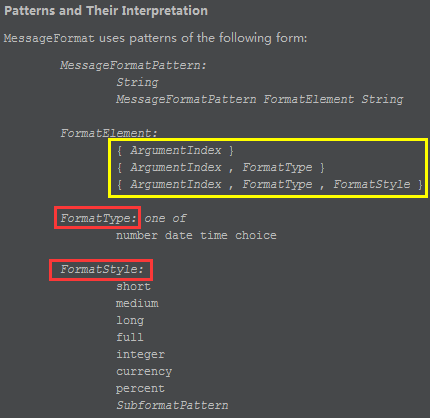 Patterns and Their Interpretation
MessageFormat uses patterns of the following form:
MessageFormatPattern:
String
MessageFormatPattern FormatElement String
FormatElement:
{ ArgumentIndex }
{ ArgumentIndex , FormatType }
{ ArgumentIndex , FormatType , FormatStyle }
FormatType: one of
number date time choice
FormatStyle:
short
medium
long
full
integer
currency
percent
SubformatPattern